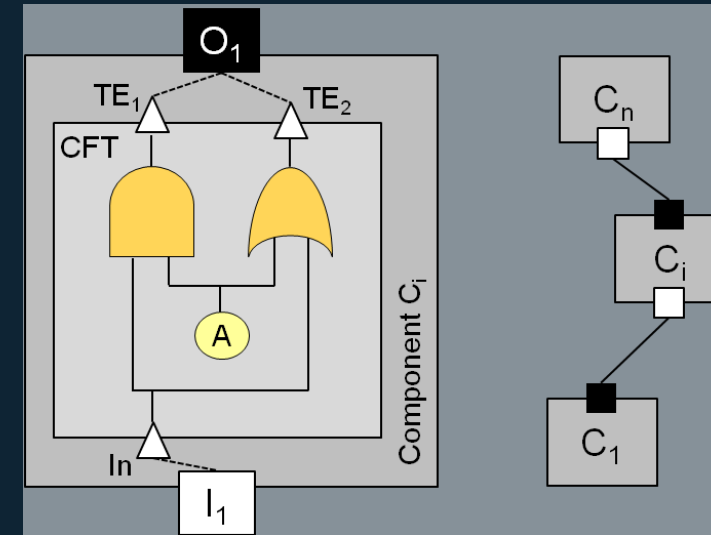 O₁
TE₁
TE₂
CFT
A
Component Cᵢ
In
I₁
Cₙ
Cᵢ
C₁